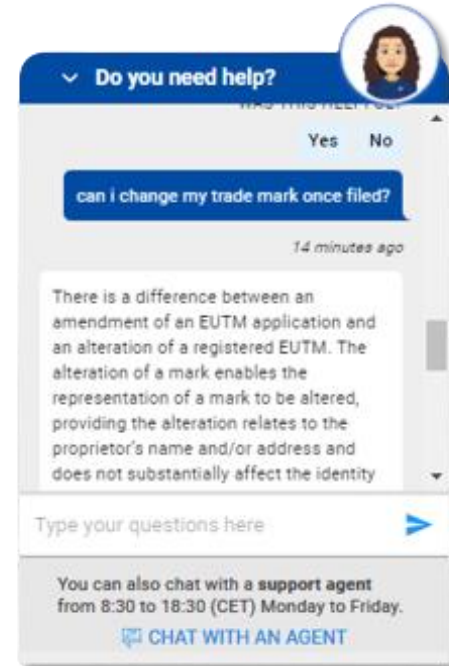 Do you need help?
WAS THIS HELPFUL?
Yes No
can i change my trade mark once filed?
14 minutes ago
There is a difference between an
amendment of an EUTM application and
an alteration of a registered EUTM. The
alteration of a mark enables the
representation of a mark to be altered,
providing the alteration relates to the
proprietor's name and/or address and
does not substantially affect the identity
Type your questions here
You can also chat with a support agent
from 8:30 to 18:30 (CET) Monday to Friday.
CHAT WITH AN AGENT